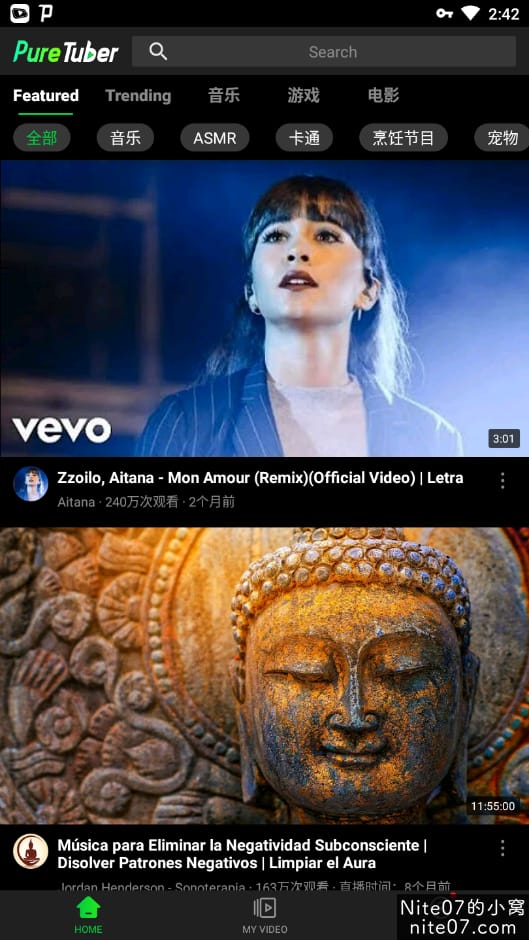 2:42
PureTuber
Search
Featured Trending 音乐 游戏 电影
全部 音乐 ASMR 卡通 烹饪节目 宠物
vevo
3:01
Zzoilo, Aitana - Mon Amour (Remix)(Official Video) | Letra
Aitana · 240万次观看 · 2个月前
11:55:00
Música para Eliminar la Negatividad Subconsciente |
Disolver Patrones Negativos | Limpiar el Aura
Jordan Henderson - Sonoterapia · 163万次观看 · 直播时间：8个月前
HOME
MY VIDEO
Nite07的小窝
nite07.com